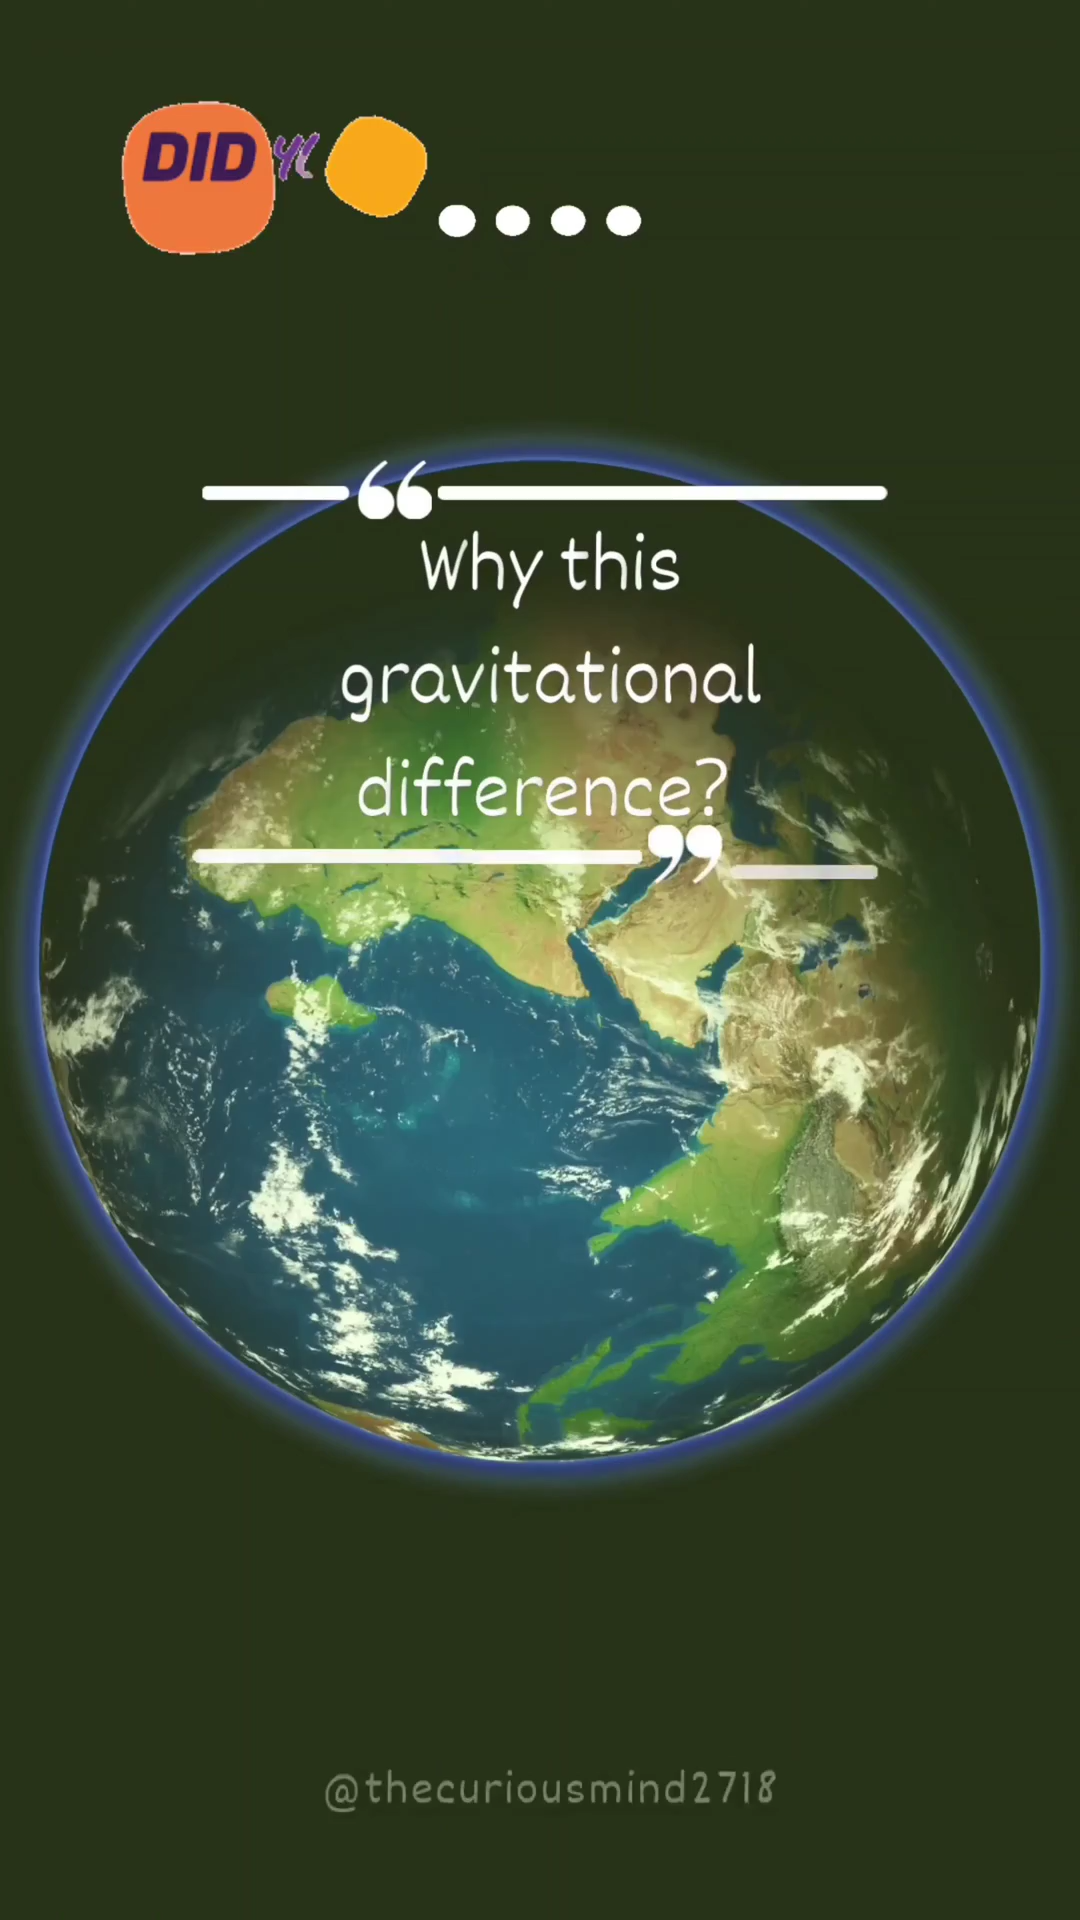 DID
Why this
gravitational
difference?
@thecuriousmind2718